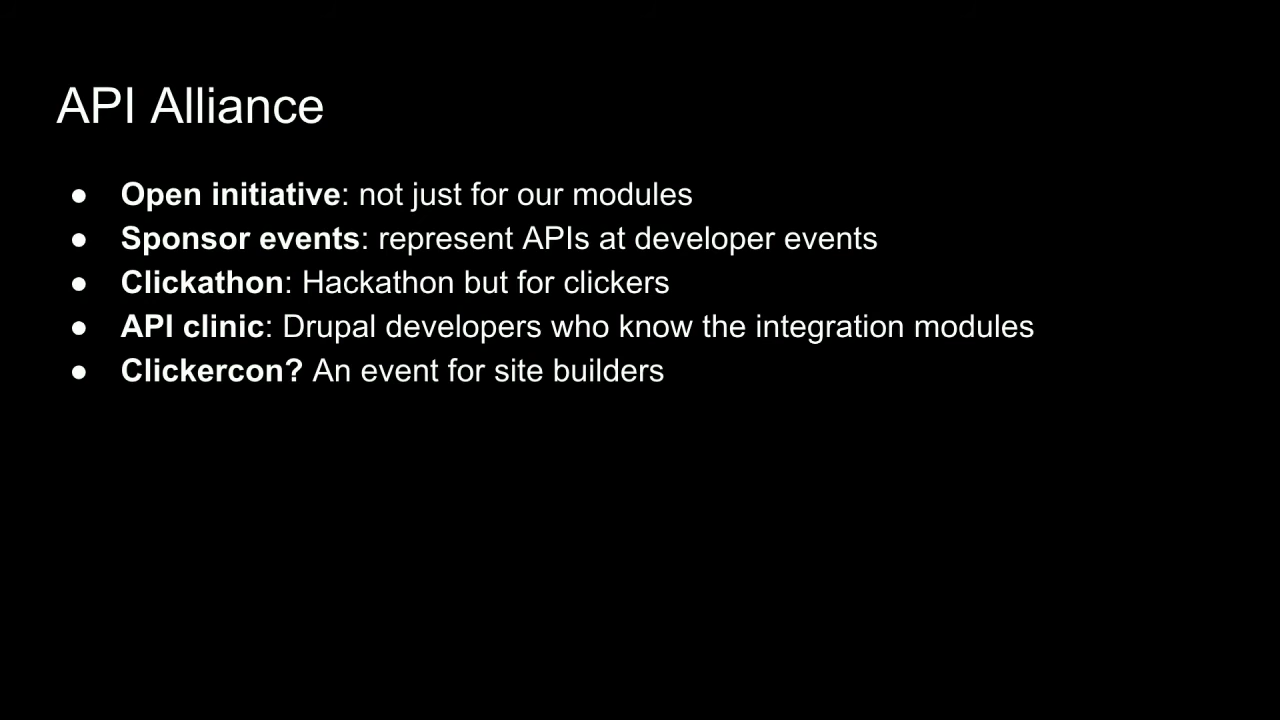 API Alliance
● Open initiative: not just for our modules
● Sponsor events: represent APIs at developer events
● Clickathon: Hackathon but for clickers
● API clinic: Drupal developers who know the integration modules
● Clickercon? An event for site builders